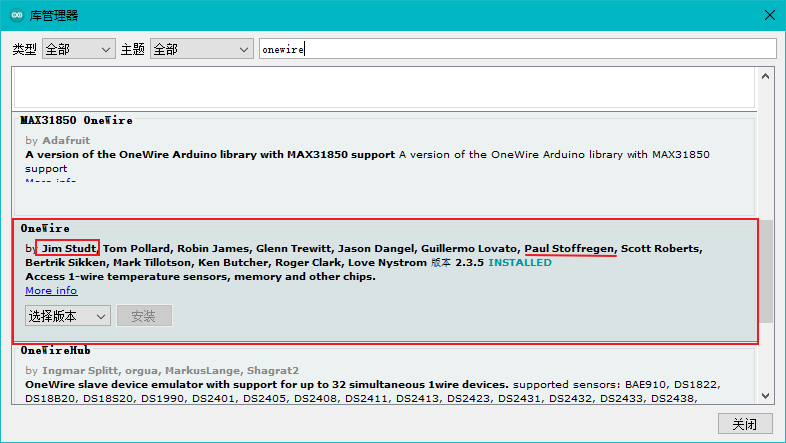 库管理器
类型 全部 主题 全部 onewire
MAX31850 OneWire
by Adafruit
A version of the OneWire Arduino library with MAX31850 support A version of the OneWire Arduino library with MAX31850
support
More info
OneWire
by Jim Studt, Tom Pollard, Robin James, Glenn Trewitt, Jason Dangel, Guillermo Lovato, Paul Stoffregen, Scott Roberts,
Bertrik Sikken, Mark Tillotson, Ken Butcher, Roger Clark, Love Nystrom 版本 2.3.5 INSTALLED
Access 1-wire temperature sensors, memory and other chips.
More info
选择版本 安装
OneWireHub
by Ingmar Splitt, orgua, MarkusLange, Shagrat2
OneWire slave device emulator with support for up to 32 simultaneous 1wire devices. supported sensors: BAE910, DS1822,
DS18B20, DS18S20, DS1990, DS2401, DS2405, DS2408, DS2411, DS2413, DS2423, DS2431, DS2432, DS2433, DS2438,
关闭